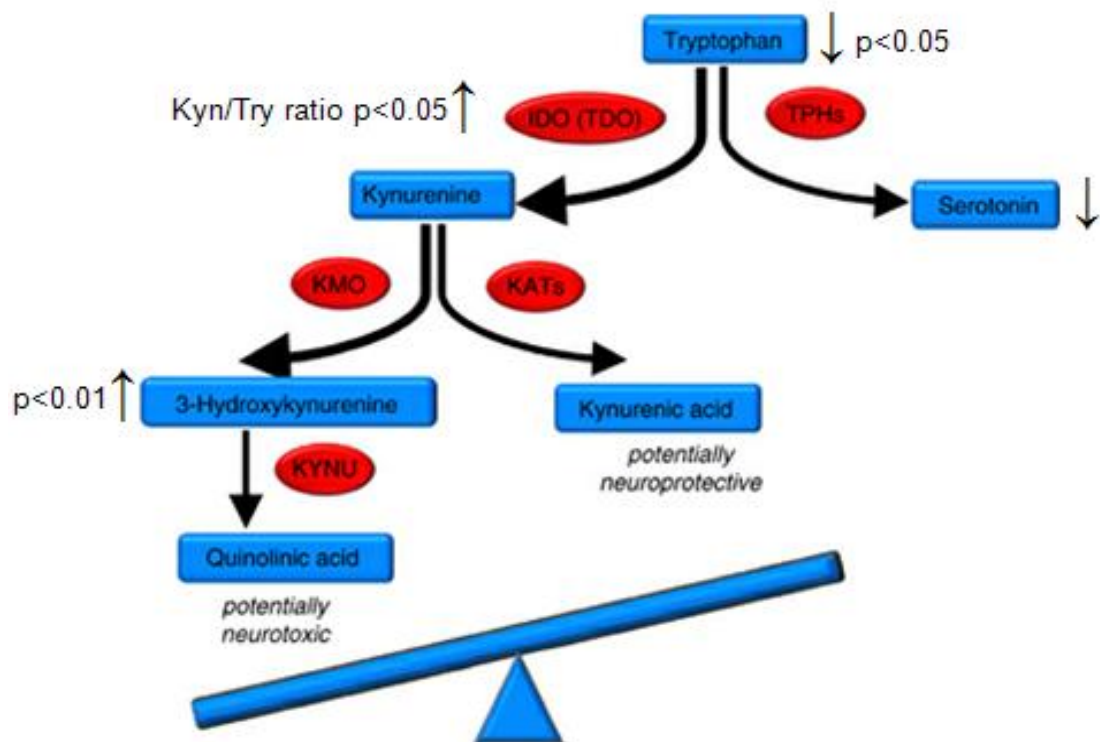 Tryptophan ↓ p<0.05
Kyn/Try ratio p<0.05 ↑
IDO (TDO)
TPHs
Kynurenine
Serotonin ↓
KMO
KATs
p<0.01 ↑ 3-Hydroxykynurenine
Kynurenic acid
potentially
neuroprotective
KYNU
Quinolinic acid
potentially
neurotoxic